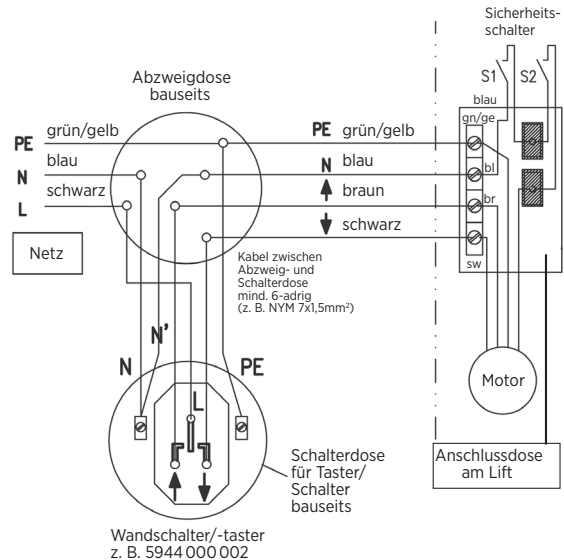 Sicherheits-
schalter
S1
S2
Abzweigdose
bauseits
blau
gn/ge
PE
grün/gelb
PE
grün/gelb
blau
N
N
blau
bl
schwarz
L
braun
br
schwarz
sw
Netz
Kabel zwischen
Abzweig- und
Schalterdose
mind. 6-adrig
(z. B. NYM 7x1,5mm²)
N'
N
PE
L
Motor
Schalterdose
für Taster/
Schalter
bauseits
Anschlussdose
am Lift
Wandschalter/-taster
z. B. 5944 000 002